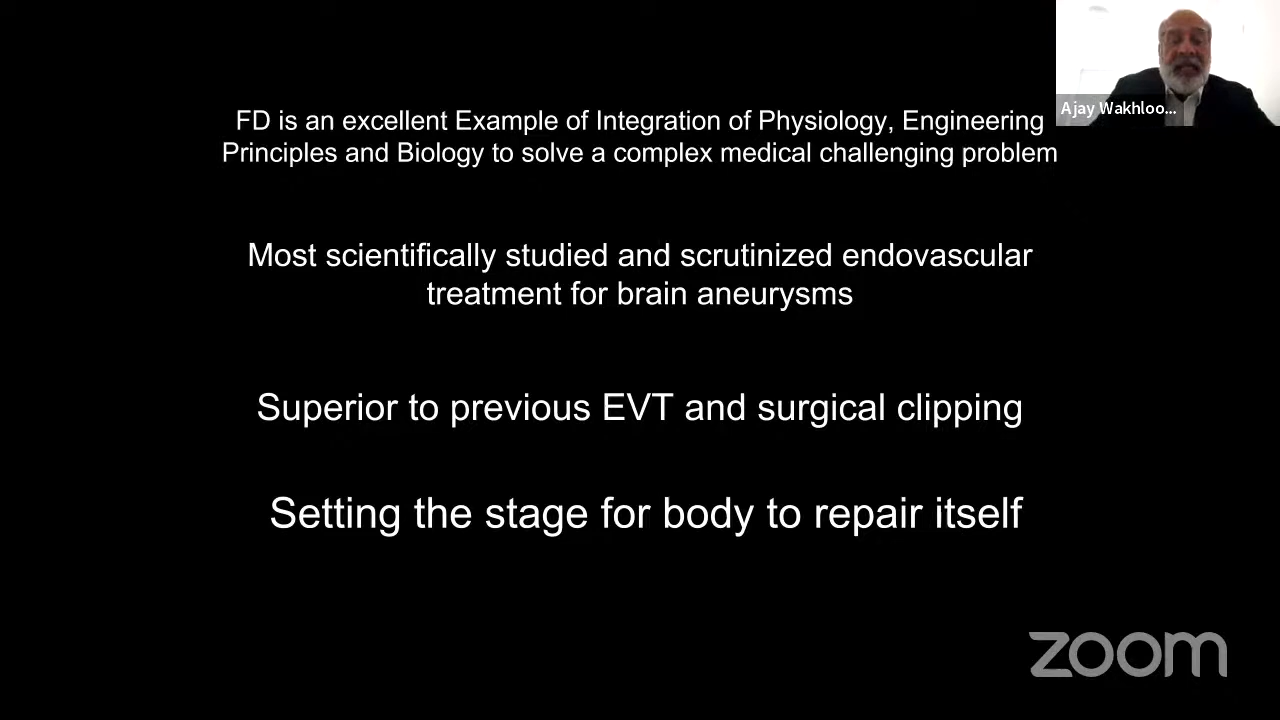 FD is an excellent Example of Integration of Physiology, Engineering
Principles and Biology to solve a complex medical challenging problem
Ajay Wakhloo...
Most scientifically studied and scrutinized endovascular
treatment for brain aneurysms
Superior to previous EVT and surgical clipping
Setting the stage for body to repair itself
zoom